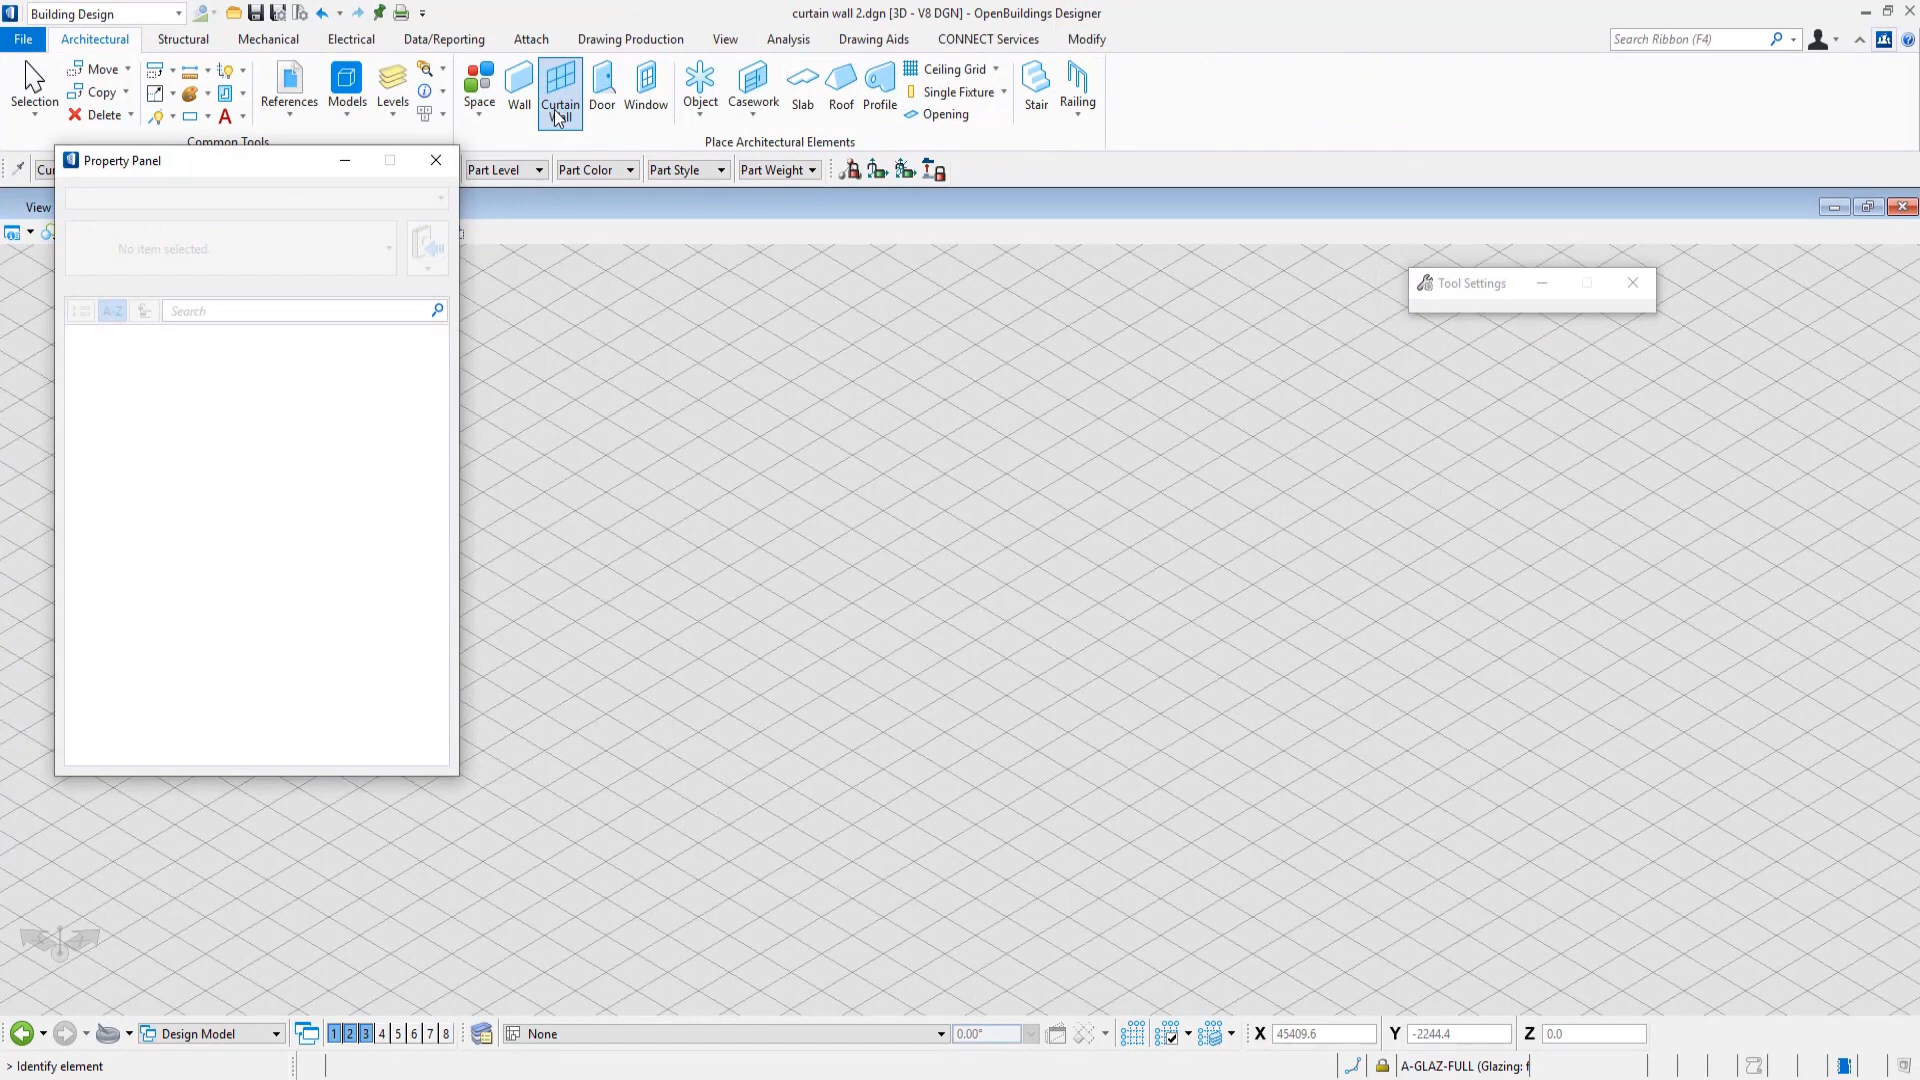 Building Design
curtain wall 2.dgn [3D - V8 DGN] - OpenBuildings Designer
File Architectural Structural Mechanical Electrical Data/Reporting Attach Drawing Production View Analysis Drawing Aids CONNECT Services Modify Search Ribbon (F4)
Selection
Move
Copy
Delete
References Models Levels
Common Tools
Space Wall Curtain Wall Door Window Object Casework Slab Roof Profile
Ceiling Grid
Single Fixture
Opening
Stair Railing
Place Architectural Elements
Cur Part Level Part Color Part Style Part Weight
Property Panel
View
No item selected.
A-Z Search
Tool Settings
Design Model 1 2 3 4 5 6 7 8 None 0.00° X 45409.6 Y -2244.4 Z 0.0
> Identify element A-GLAZ-FULL (Glazing: f